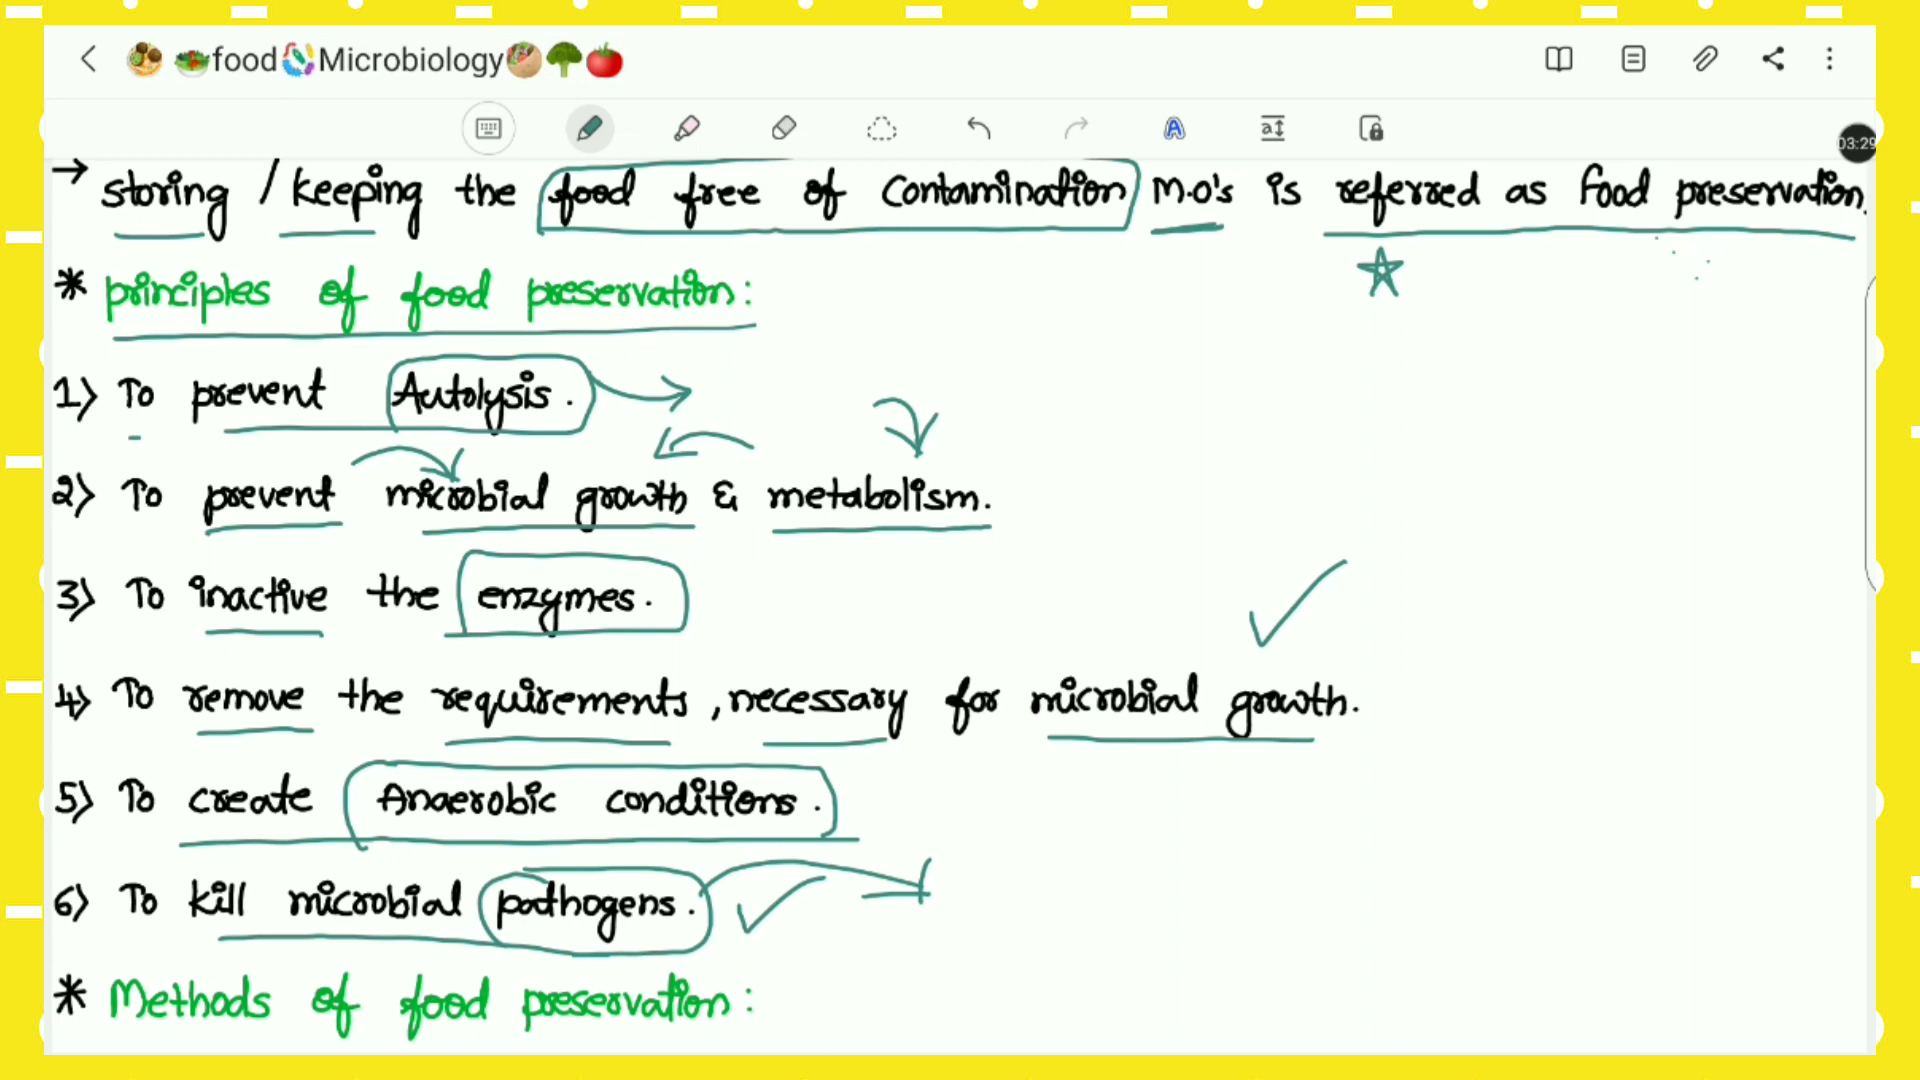 food Microbiology
03:29
→ storing / keeping the food free of Contamination M.O's is referred as food preservation.
* principles of food preservation:
1) To prevent Autolysis.
2) To prevent microbial growth & metabolism.
3) To inactive the enzymes.
4) To remove the requirements, necessary for microbial growth.
5) To create Anaerobic conditions.
6) To kill microbial pathogens.
* Methods of food preservation: